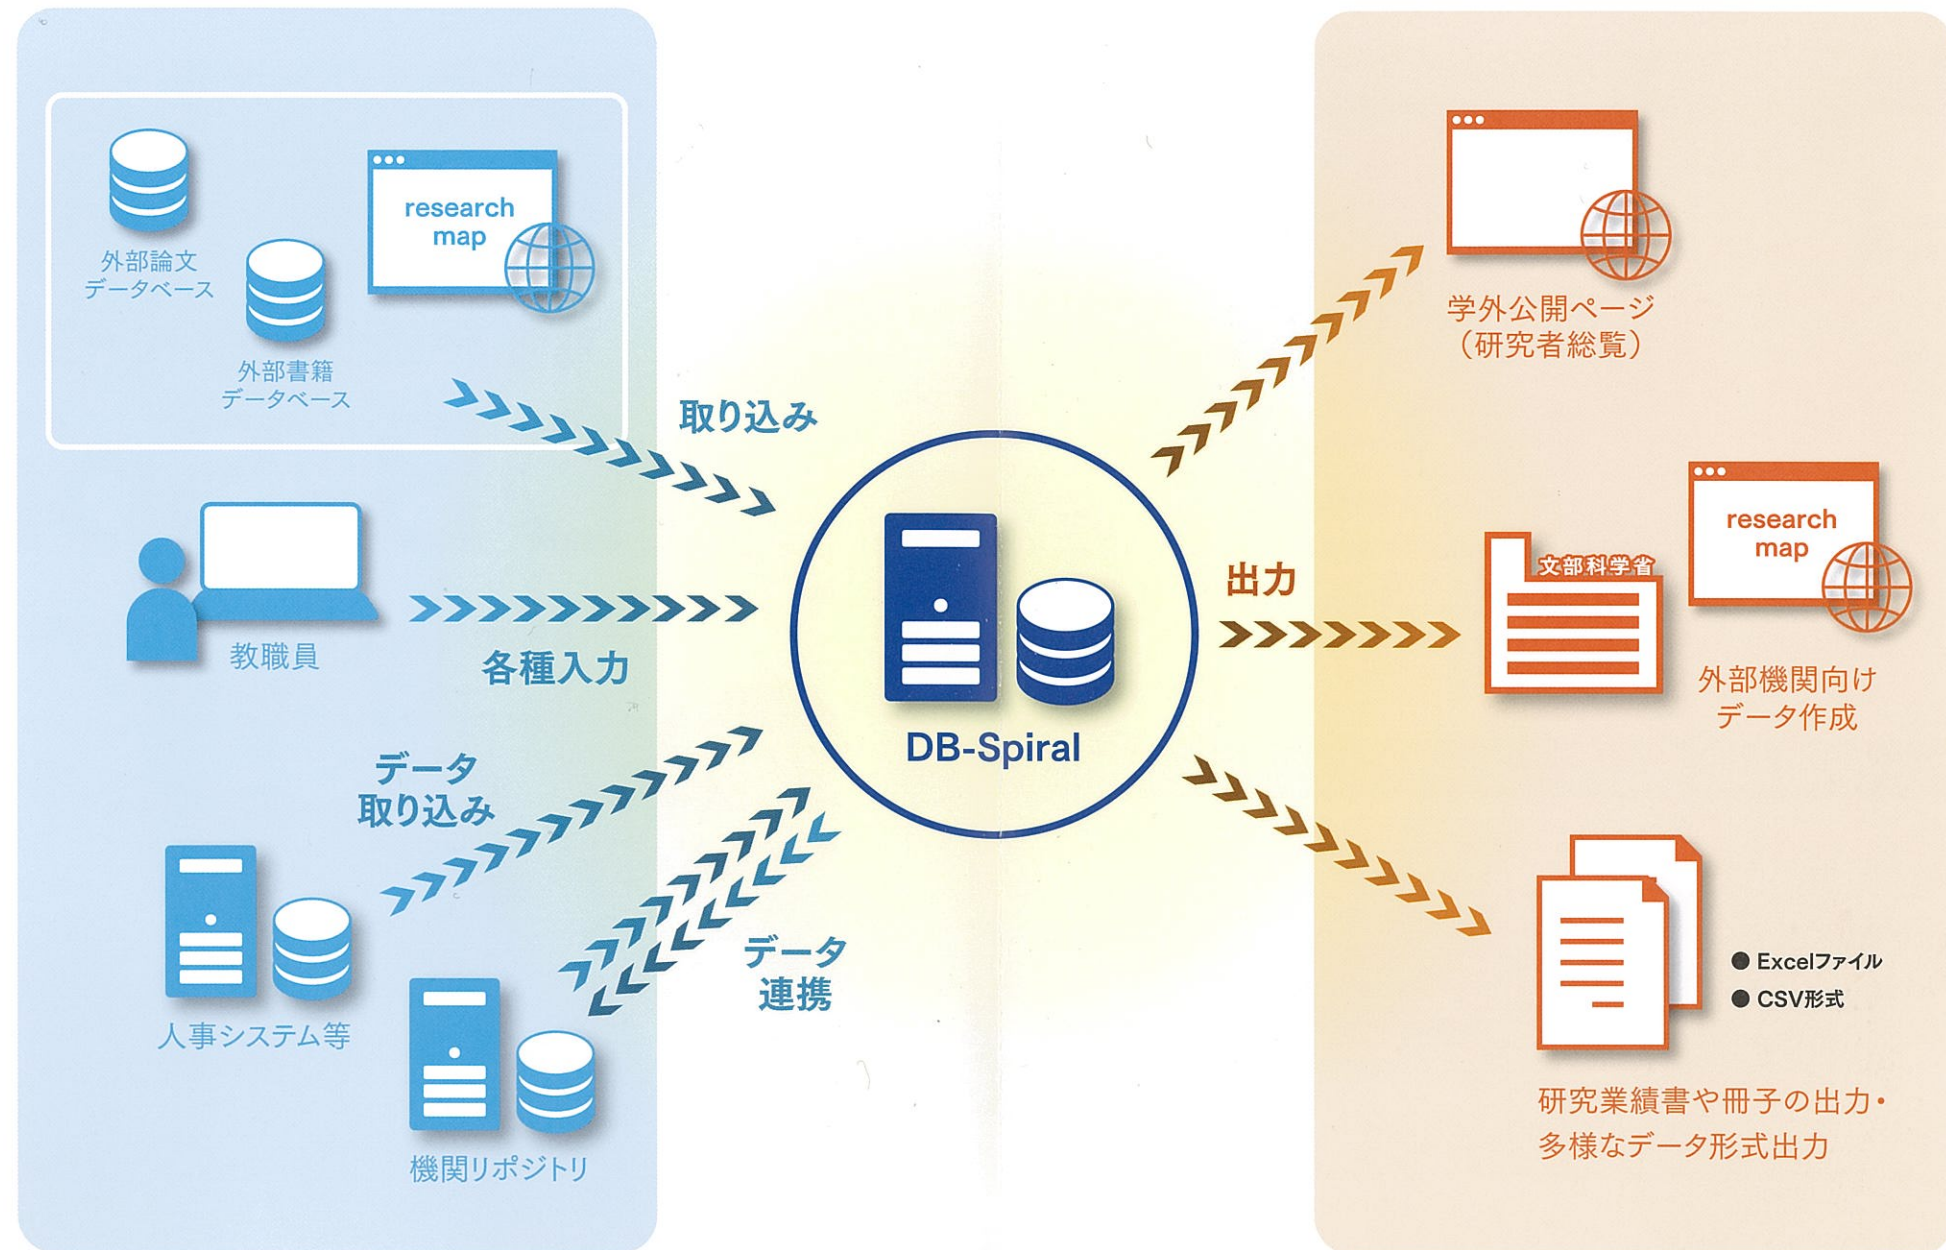 research
map
外部論文
データベース
外部書籍
データベース
取り込み
教職員
各種入力
データ
取り込み
人事システム等
データ
連携
機関リポジトリ
DB-Spiral
出力
学外公開ページ
（研究者総覧）
research
map
文部科学省
外部機関向け
データ作成
● Excelファイル
● CSV形式
研究業績書や冊子の出力・
多様なデータ形式出力